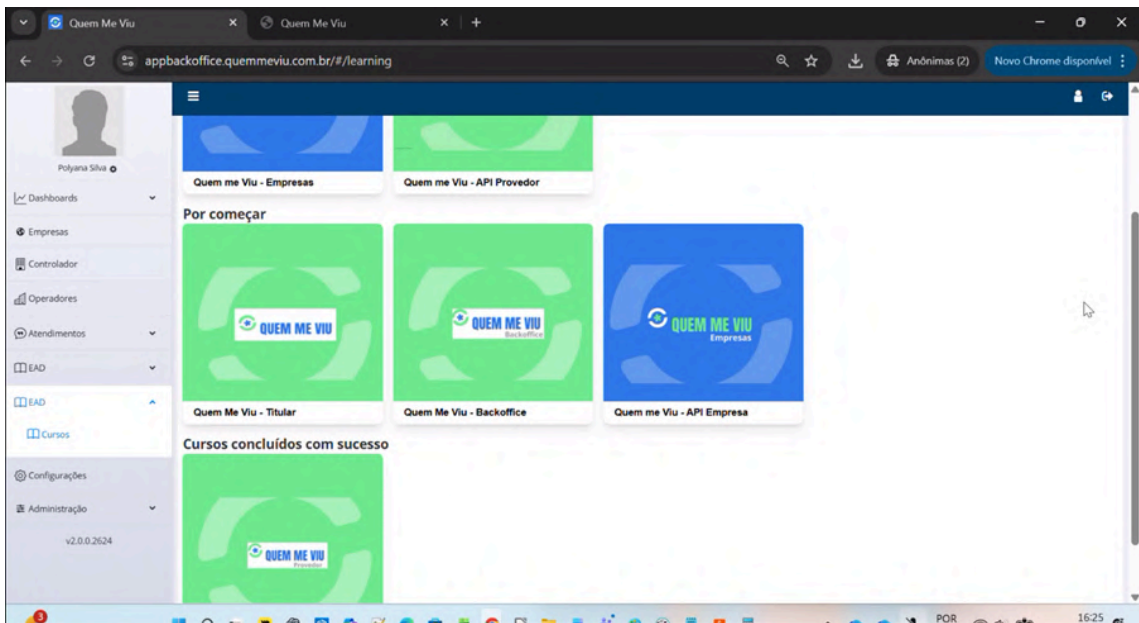 Quem Me Viu
Quem Me Viu
appbackoffice.quemmeviu.com.br/#/learning
Anônimas (2)
Novo Chrome disponível
Polyana Silva
Dashboards
Empresas
Controlador
Operadores
Atendimentos
EAD
EAD
Cursos
Configurações
Administração
v2.0.0.2624
Quem me Viu - Empresas
Quem me Viu - API Provedor
Por começar
QUEM ME VIU
QUEM ME VIU
Backoffice
QUEM ME VIU
Empresas
Quem Me Viu - Titular
Quem Me Viu - Backoffice
Quem me Viu - API Empresa
Cursos concluídos com sucesso
QUEM ME VIU
Provedor
3
POR
16:25